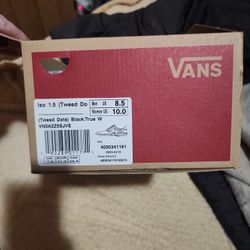 VANS
Iso 1.5 (Tweed Do
Men US 8.5
Women US 10.0
(Tweed Dots) Black/True W
VN0A2Z5SJVE
4000341191